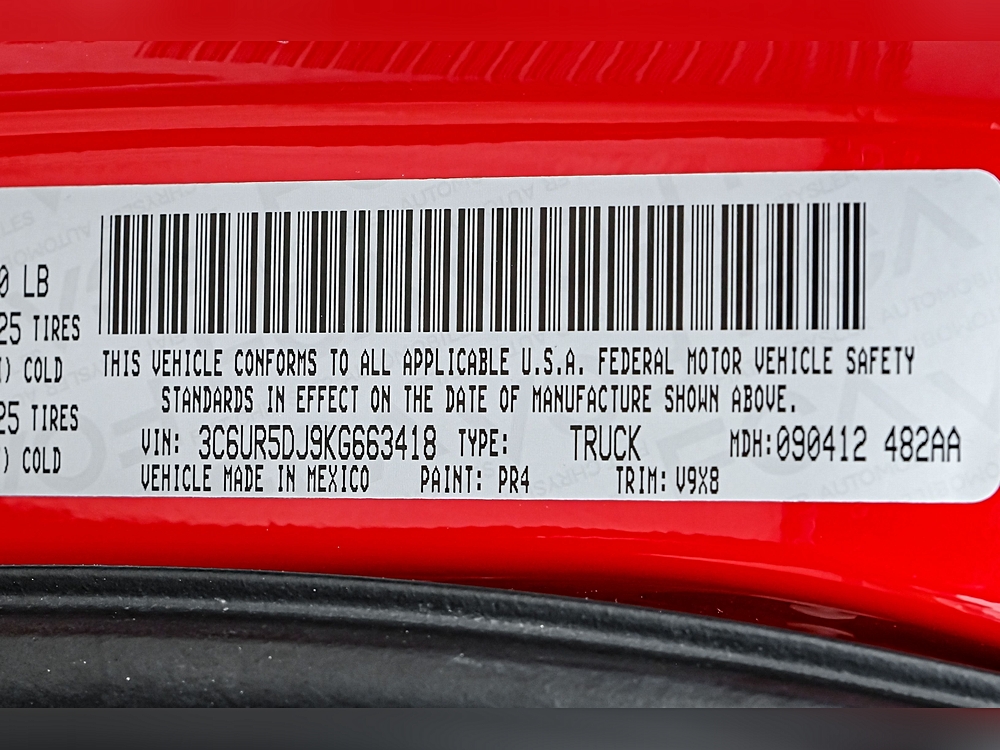 0 LB
25 TIRES
) COLD
25 TIRES
) COLD
THIS VEHICLE CONFORMS TO ALL APPLICABLE U.S.A. FEDERAL MOTOR VEHICLE SAFETY
STANDARDS IN EFFECT ON THE DATE OF MANUFACTURE SHOWN ABOVE.
VIN: 3C6UR5DJ9KG663418 TYPE: TRUCK MDH:090412 482AA
VEHICLE MADE IN MEXICO PAINT: PR4 TRIM: V9X8